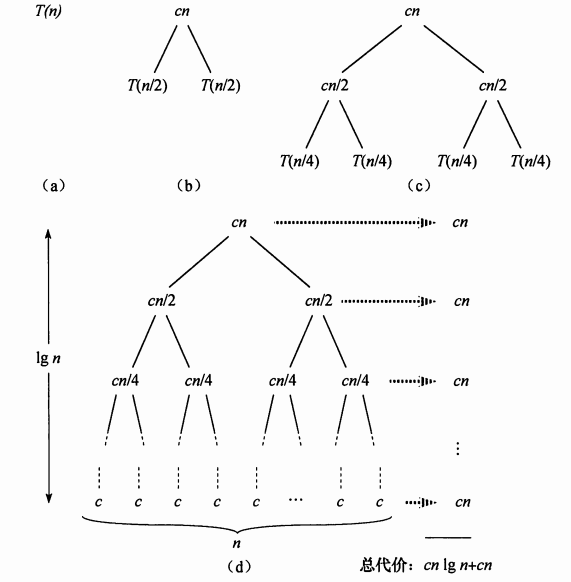 T(n) cn cn
T(n/2) T(n/2) cn/2 cn/2
T(n/4) T(n/4) T(n/4) T(n/4)
(a) (b) (c)
cn cn
cn/2 cn/2 cn
lg n
cn/4 cn/4 cn/4 cn/4 cn
⋮
c c c c c … c c cn
n
(d) 总代价：cn lg n+cn